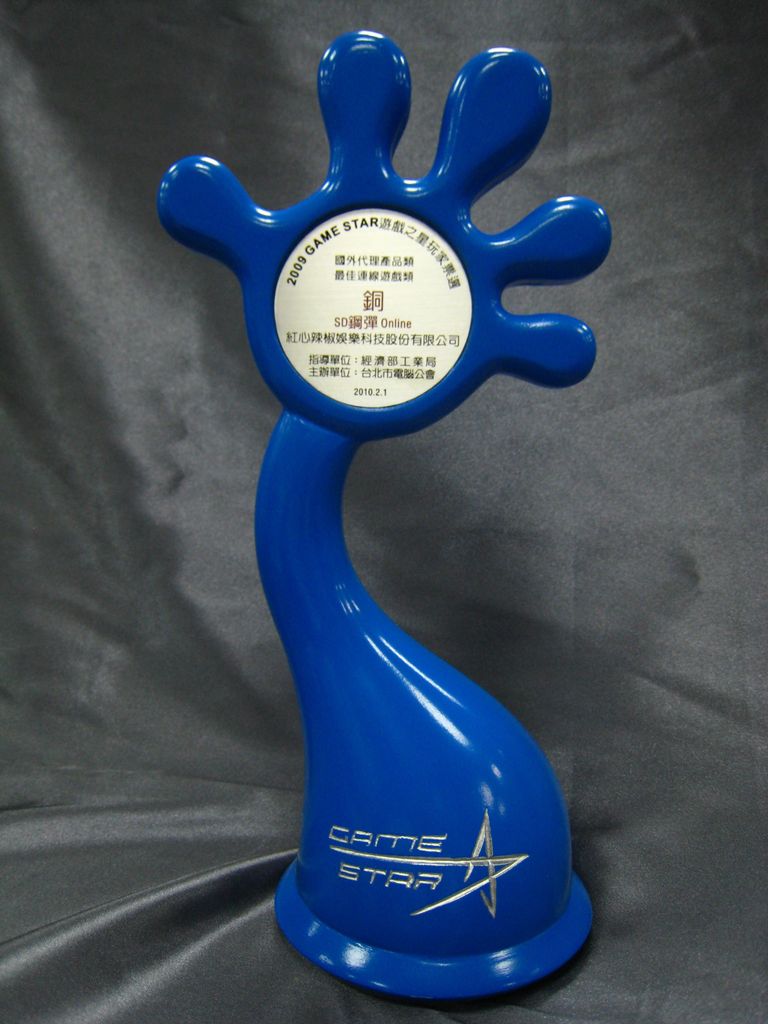 2009 GAME STAR遊戲之星玩家票選
國外代理產品類
最佳連線遊戲類
銅
SD鋼彈 Online
紅心辣椒娛樂科技股份有限公司
指導單位：經濟部工業局
主辦單位：台北市電腦公會
2010.2.1
GAME
STAR